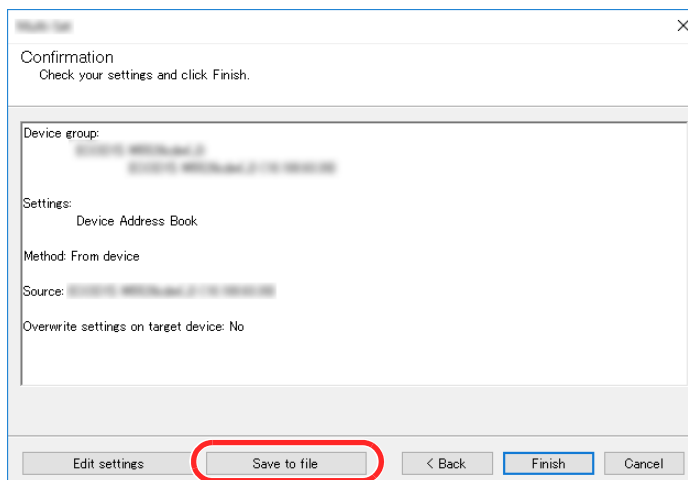 Confirmation
Check your settings and click Finish.
Device group:
Settings:
Device Address Book
Method: From device
Source:
Overwrite settings on target device: No
Edit settings
Save to file
< Back
Finish
Cancel